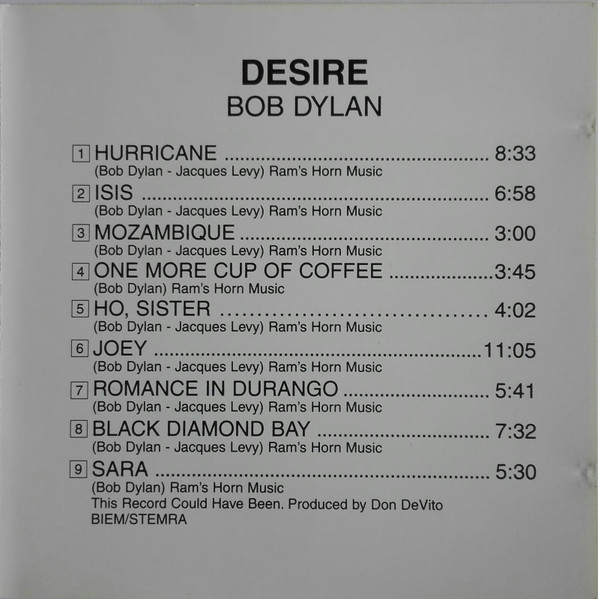 DESIRE
BOB DYLAN
1 HURRICANE ........................................ 8:33
(Bob Dylan - Jacques Levy) Ram's Horn Music
2 ISIS ........................................ 6:58
(Bob Dylan - Jacques Levy) Ram's Horn Music
3 MOZAMBIQUE ........................................ 3:00
(Bob Dylan - Jacques Levy) Ram's Horn Music
4 ONE MORE CUP OF COFFEE ..................3:45
(Bob Dylan) Ram's Horn Music
5 HO, SISTER ........................................ 4:02
(Bob Dylan - Jacques Levy) Ram's Horn Music
6 JOEY ........................................11:05
(Bob Dylan - Jacques Levy) Ram's Horn Music
7 ROMANCE IN DURANGO ......................... 5:41
(Bob Dylan - Jacques Levy) Ram's Horn Music
8 BLACK DIAMOND BAY ............................. 7:32
(Bob Dylan - Jacques Levy) Ram's Horn Music
9 SARA ........................................ 5:30
(Bob Dylan) Ram's Horn Music
This Record Could Have Been. Produced by Don DeVito
BIEM/STEMRA